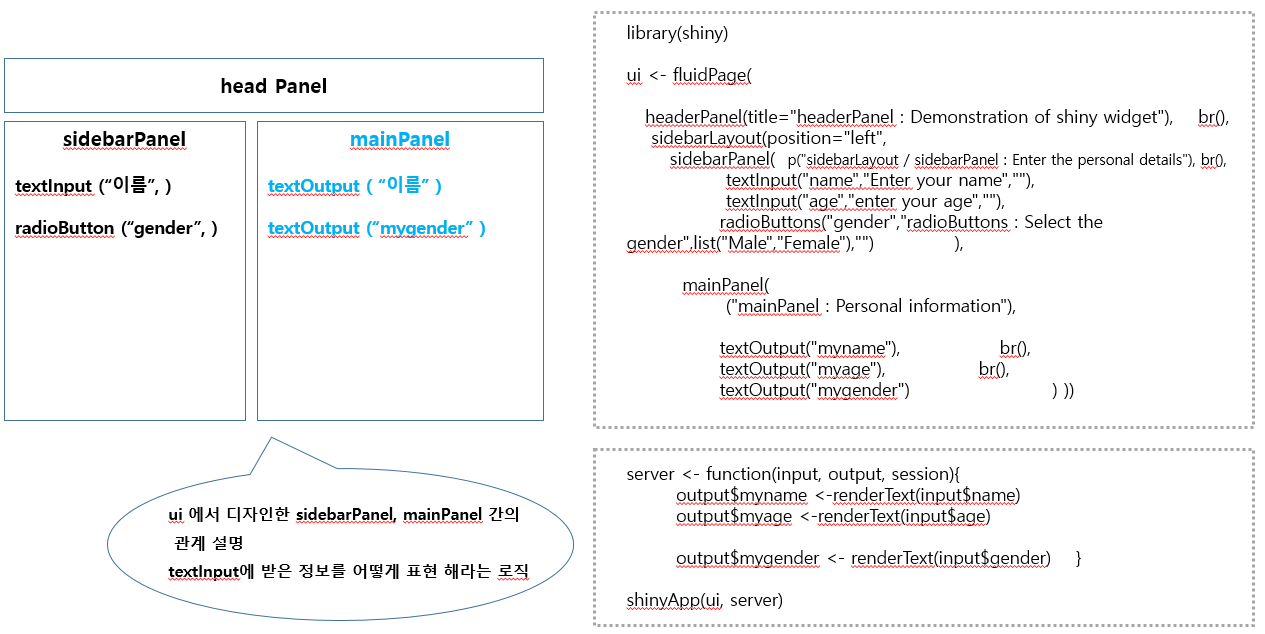 head Panel
sidebarPanel
textInput (“이름”, )
radioButton (“gender”, )
mainPanel
textOutput ( “이름” )
textOutput (“mygender” )
ui 에서 디자인한 sidebarPanel, mainPanel 간의
관계 설명
textInput에 받은 정보를 어떻게 표현 해라는 로직
library(shiny)
ui <- fluidPage(
headerPanel(title="headerPanel : Demonstration of shiny widget"), br(),
sidebarLayout(position="left",
sidebarPanel( p("sidebarLayout / sidebarPanel : Enter the personal details"), br(),
textInput("name","Enter your name",""),
textInput("age","enter your age",""),
radioButtons("gender","radioButtons : Select the
gender",list("Male","Female"),"") ),
mainPanel(
("mainPanel : Personal information"),
textOutput("myname"), br(),
textOutput("myage"), br(),
textOutput("mygender") ) ))
server <- function(input, output, session){
output$myname <-renderText(input$name)
output$myage <-renderText(input$age)
output$mygender <- renderText(input$gender) }
shinyApp(ui, server)